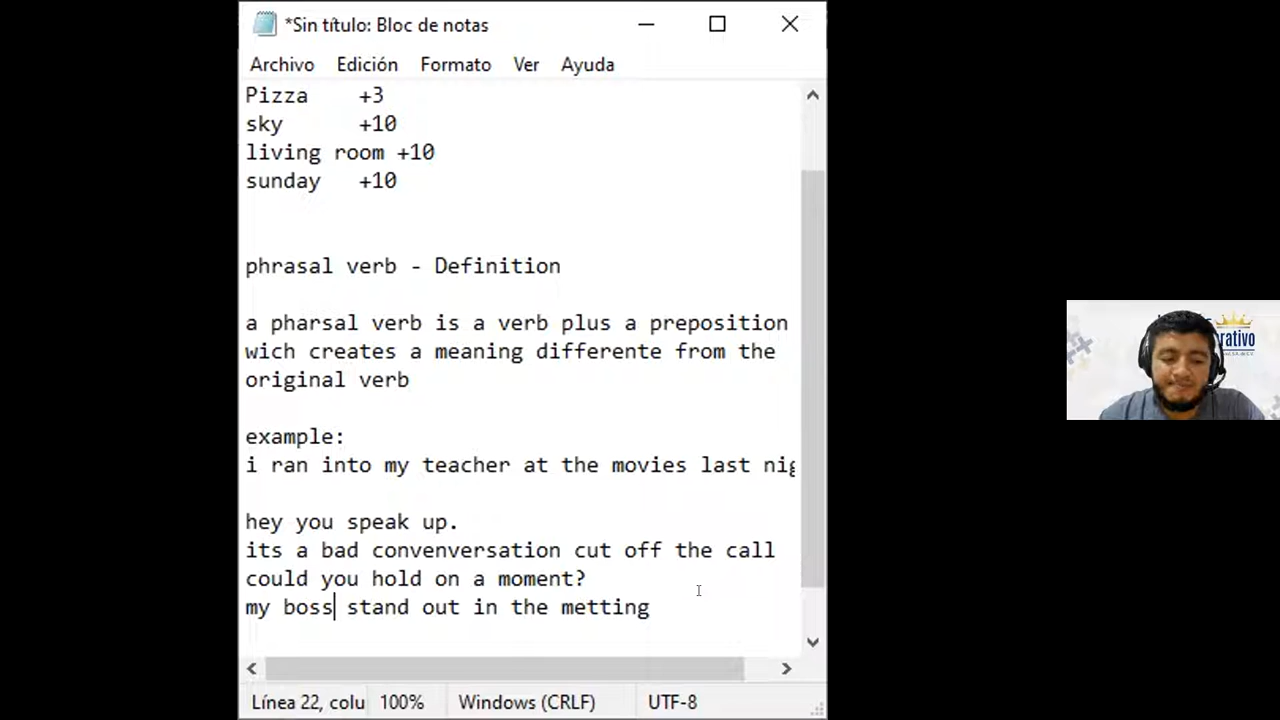 *Sin título: Bloc de notas
Archivo Edición Formato Ver Ayuda
Pizza +3
sky +10
living room +10
sunday +10
phrasal verb - Definition
a pharsal verb is a verb plus a preposition
wich creates a meaning differente from the
original verb
example:
i ran into my teacher at the movies last
hey you speak up.
its a bad convenversation cut off the call
could you hold on a moment?
my boss stand out in the metting
Línea 22, colu 100% Windows (CRLF) UTF-8